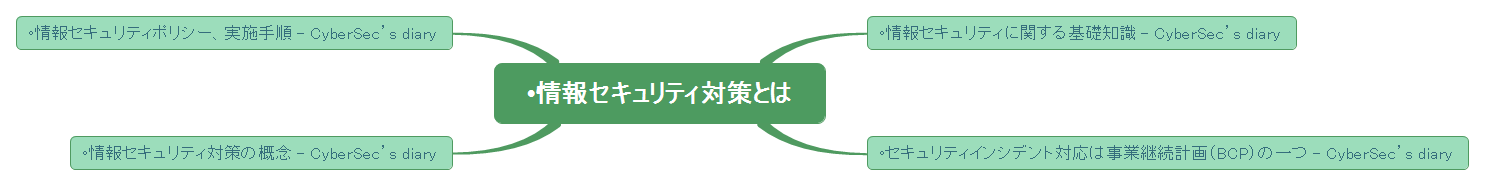 ◦情報セキュリティポリシー、実施手順 – CyberSec’s diary
◦情報セキュリティに関する基礎知識 – CyberSec’s diary
•情報セキュリティ対策とは
◦情報セキュリティ対策の概念 – CyberSec’s diary
◦セキュリティインシデント対応は事業継続計画(BCP)の一つ – CyberSec’s diary